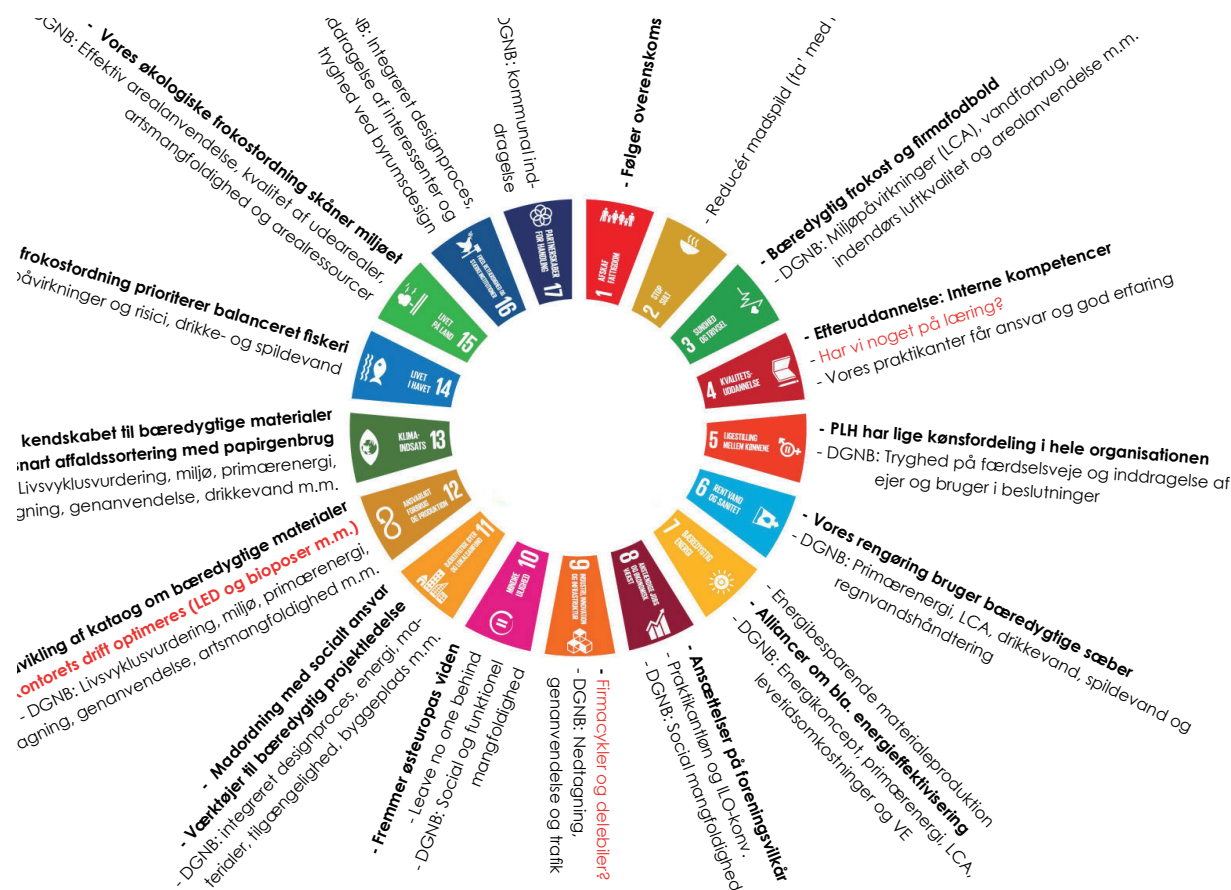 - Følger overenskoms
1 AFSKAF
FATTIGDOM
- Reducér madspild (ta' med
2 STOP
SULT
- Bæredygtig frokost og firmafodbold
- DGNB: Miljøpåvirkninger (LCA), vandforbrug,
indendørs luftkvalitet og arealanvendelse m.m.
3 SUNDHED
OG TRIVSEL
- Efteruddannelse: Interne kompetencer
- Har vi noget på læring?
- Vores praktikanter får ansvar og god erfaring
4 KVALITETS-
UDDANNELSE
- PLH har lige kønsfordeling i hele organisationen
- DGNB: Tryghed på færdselsveje og inddragelse af
ejer og bruger i beslutninger
5 LIGESTILLING
MELLEM KØNNENE
- Vores rengøring bruger bæredygtige sæber
- DGNB: Primærenergi, LCA, drikkevand, spildevand og
regnvandshåndtering
6 RENT VAND
OG SANITET
- Energibesparende materialeproduktion
- Alliancer om bla. energieffektivisering
- DGNB: Energikoncept, primærenergi, LCA,
levetidsomkostninger og VE
7 BÆREDYGTIG
ENERGI
- Ansættelser på foreningsvilkår
- Praktikantløn og ILO-konv.
- DGNB: Social mangfoldighed
8 ANSTÆNDIGE JOBS
OG ØKONOMISK
VÆKST
- Firmacykler og delebiler?
- DGNB: Nedtagning,
genanvendelse og trafik
9 INDUSTRI, INNOVATION
OG INFRASTRUKTUR
- Fremmer østeuropas viden
- Leave no one behind
- DGNB: Social og funktionel
mangfoldighed
10 MINDRE
ULIGHED
- Madordning med socialt ansvar
- Værktøjer til bæredygtig projektledelse
- DGNB: integreret designproces, energi, ma-
terialer, tilgængelighed, byggeplads m.m.
11 BÆREDYGTIGE BYER
OG LOKALSAMFUND
dvikling af kataog om bæredygtige materialer
ontorets drift optimeres (LED og bioposer m.m.)
- DGNB: Livsvyklusvurdering, miljø, primærenergi,
agning, genanvendelse, artsmangfoldighed m.m.
12 ANSVARLIGT
FORBRUG
OG PRODUKTION
kendskabet til bæredygtige materialer
snart affaldssortering med papirgenbrug
Livsvyklusvurdering, miljø, primærenergi,
gning, genanvendelse, drikkevand m.m.
13 KLIMA-
INDSATS
frokostordning prioriterer balanceret fiskeri
påvirkninger og risici, drikke- og spildevand
14 LIVET
I HAVET
- Vores økologiske frokostordning skåner miljøet
DGNB: Effektiv arealanvendelse, kvalitet af udearealer,
artsmangfoldighed og arealressourcer
15 LIVET
PÅ LAND
NB: Integreret designproces,
nddragelse af interessenter og
tryghed ved byrumsdesign
16 FRED, RETFÆRDIGHED OG
STÆRKE INSTITUTIONER
DGNB: kommunal ind-
dragelse
17 PARTNERSKABER
FOR HANDLING